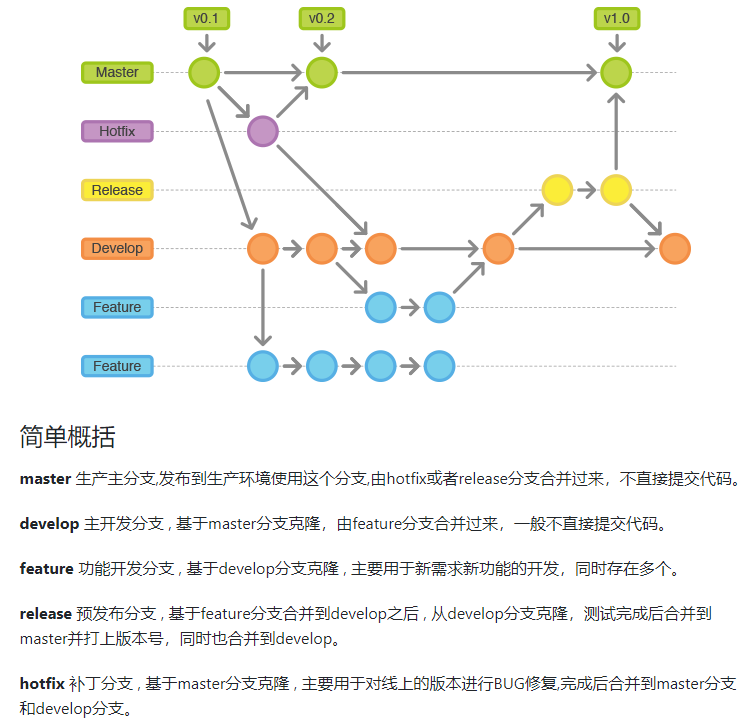 v0.1
v0.2
v1.0
Master
Hotfix
Release
Develop
Feature
Feature
简单概括
master 生产主分支,发布到生产环境使用这个分支,由hotfix或者release分支合并过来，不直接提交代码。
develop 主开发分支 , 基于master分支克隆，由feature分支合并过来，一般不直接提交代码。
feature 功能开发分支 , 基于develop分支克隆 , 主要用于新需求新功能的开发，同时存在多个。
release 预发布分支 , 基于feature分支合并到develop之后 , 从develop分支克隆，测试完成后合并到
master并打上版本号，同时也合并到develop。
hotfix 补丁分支 , 基于master分支克隆 , 主要用于对线上的版本进行BUG修复,完成后合并到master分支
和develop分支。